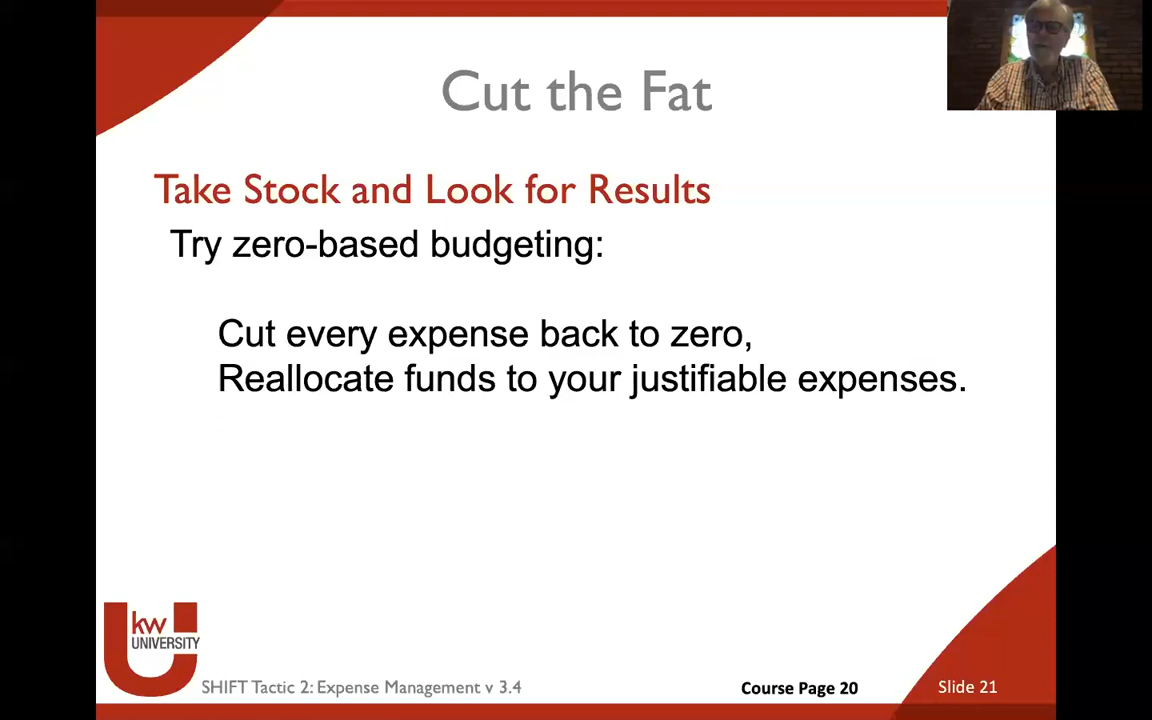 Cut the Fat
Take Stock and Look for Results
Try zero-based budgeting:
Cut every expense back to zero,
Reallocate funds to your justifiable expenses.
kw
UNIVERSITY
SHIFT Tactic 2: Expense Management v 3.4
Course Page 20
Slide 21